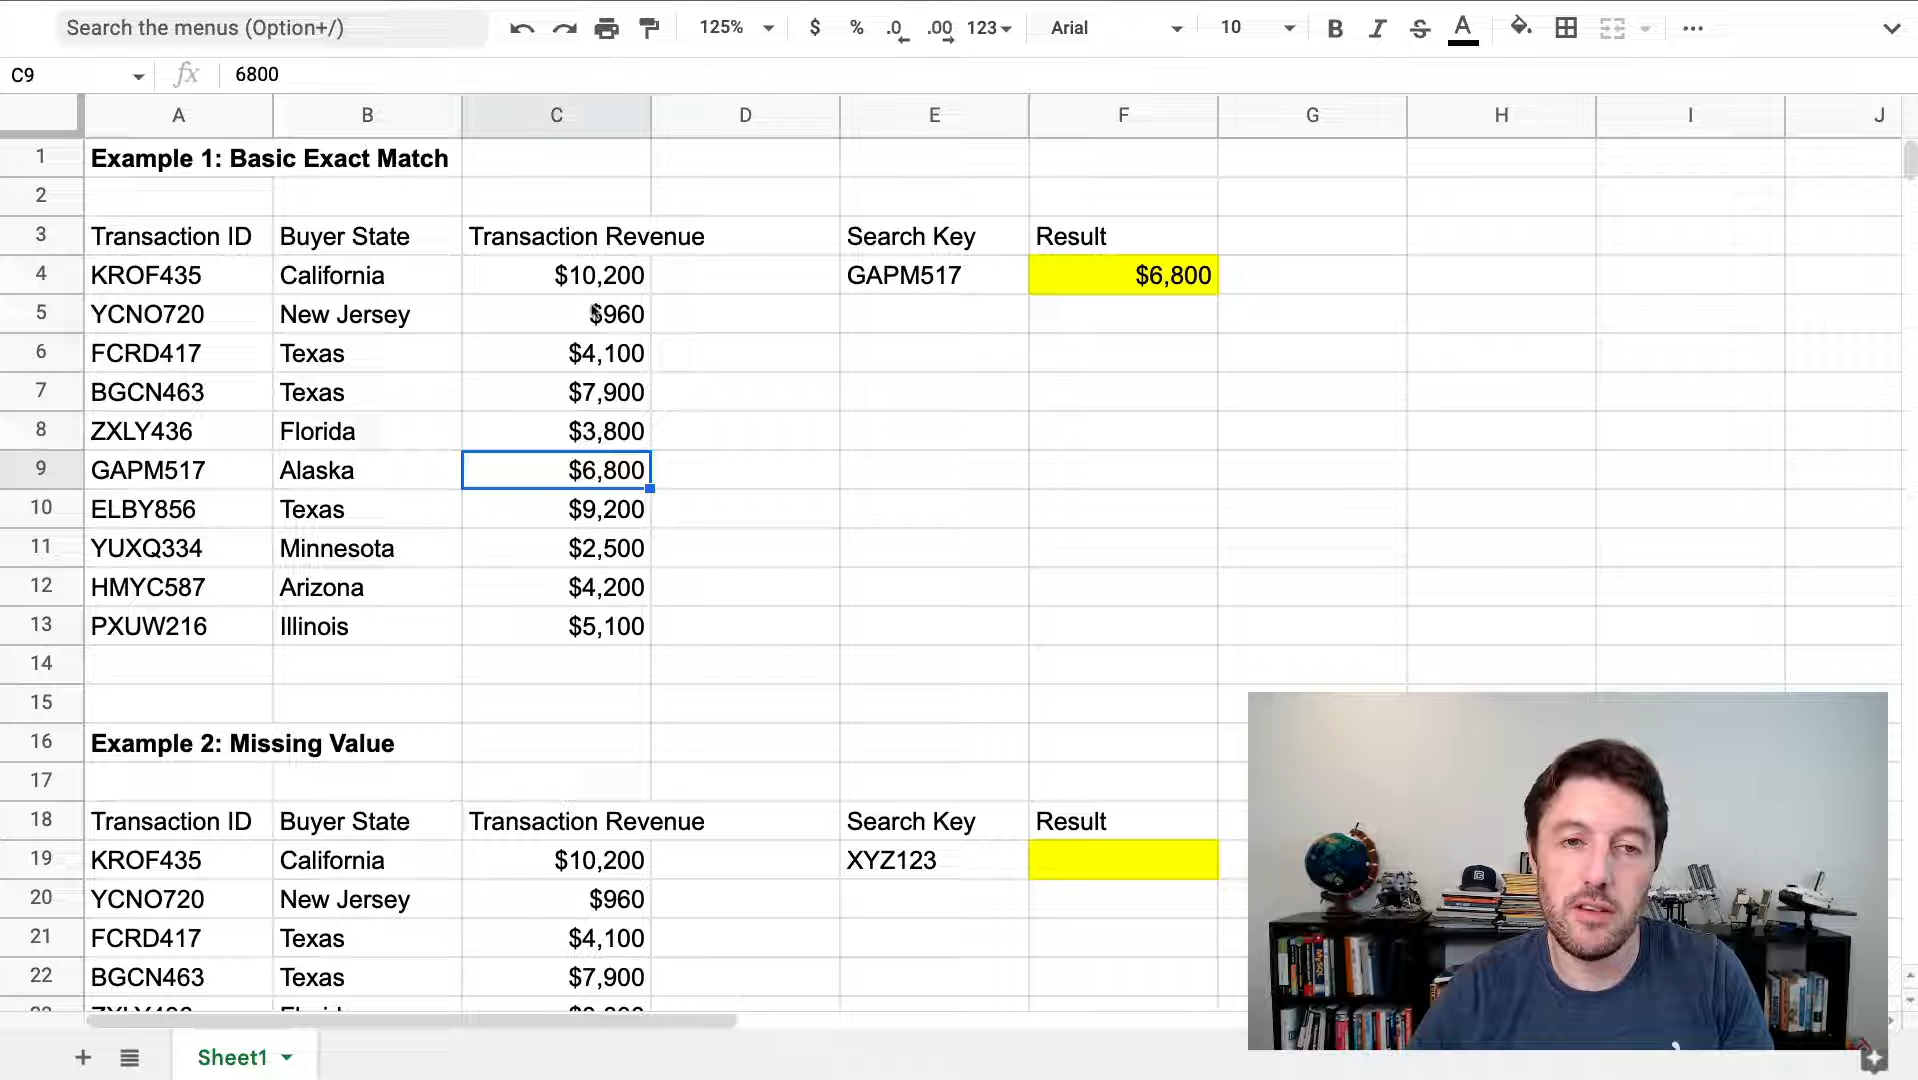 Search the menus (Option+/) 125% $ % .0 .00 123 Arial 10 B I S A
C9 fx 6800
A B C D E F G H I J
1 Example 1: Basic Exact Match
2
3 Transaction ID Buyer State Transaction Revenue Search Key Result
4 KROF435 California $10,200 GAPM517 $6,800
5 YCNO720 New Jersey $960
6 FCRD417 Texas $4,100
7 BGCN463 Texas $7,900
8 ZXLY436 Florida $3,800
9 GAPM517 Alaska $6,800
10 ELBY856 Texas $9,200
11 YUXQ334 Minnesota $2,500
12 HMYC587 Arizona $4,200
13 PXUW216 Illinois $5,100
14
15
16 Example 2: Missing Value
17
18 Transaction ID Buyer State Transaction Revenue Search Key Result
19 KROF435 California $10,200 XYZ123
20 YCNO720 New Jersey $960
21 FCRD417 Texas $4,100
22 BGCN463 Texas $7,900
Sheet1